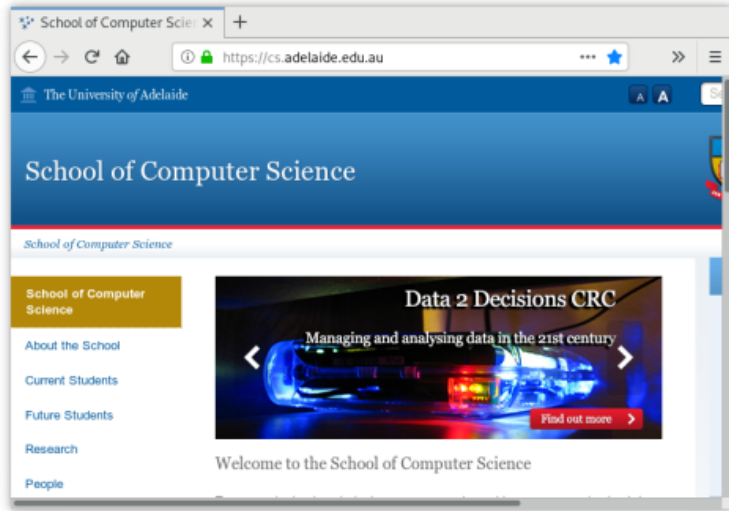 School of Computer Scie
https://cs.adelaide.edu.au
The University of Adelaide
A A Se
School of Computer Science
School of Computer Science
School of Computer
Science
About the School
Current Students
Future Students
Research
People
Data 2 Decisions CRC
Managing and analysing data in the 21st century
Find out more
Welcome to the School of Computer Science